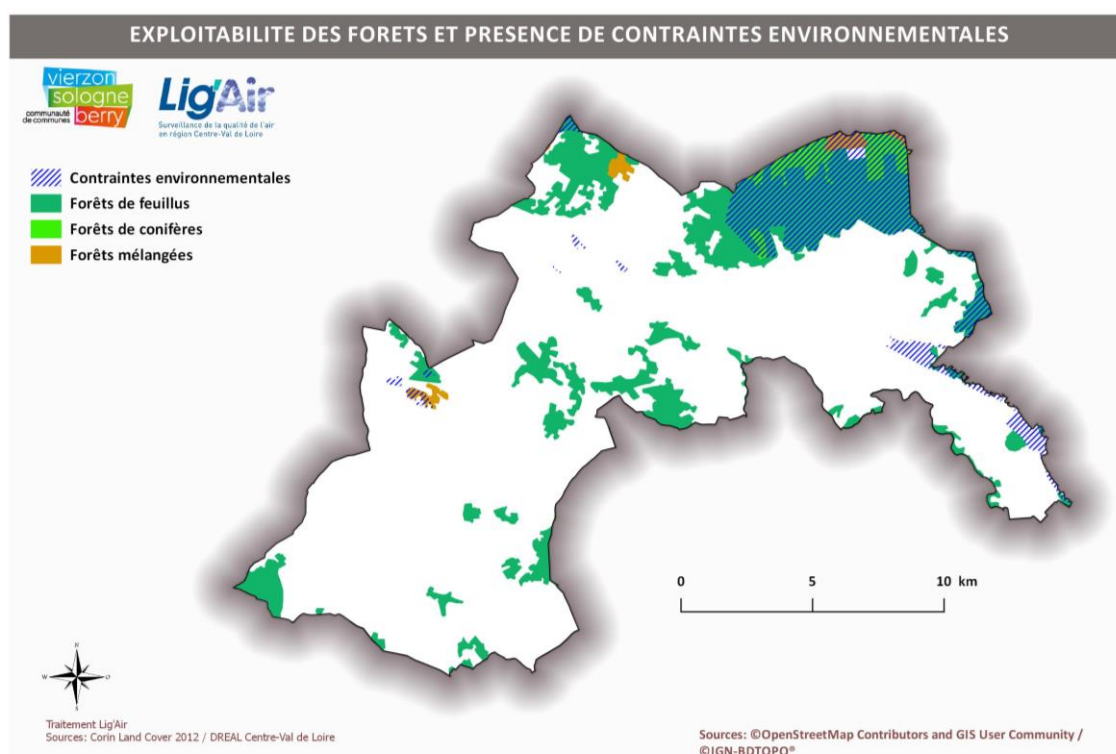 EXPLOITABILITE DES FORETS ET PRESENCE DE CONTRAINTES ENVIRONNEMENTALES
vierzon
sologne
communauté
de communes
berry
Lig'Air
Surveillance de la qualité de l'air
en région Centre-Val de Loire
Contraintes environnementales
Forêts de feuillus
Forêts de conifères
Forêts mélangées
0 5 10 km
N
W O
S
Traitement Lig'Air
Sources: Corin Land Cover 2012 / DREAL Centre-Val de Loire
Sources: ©OpenStreetMap Contributors and GIS User Community /
©IGN-BDTOPO®